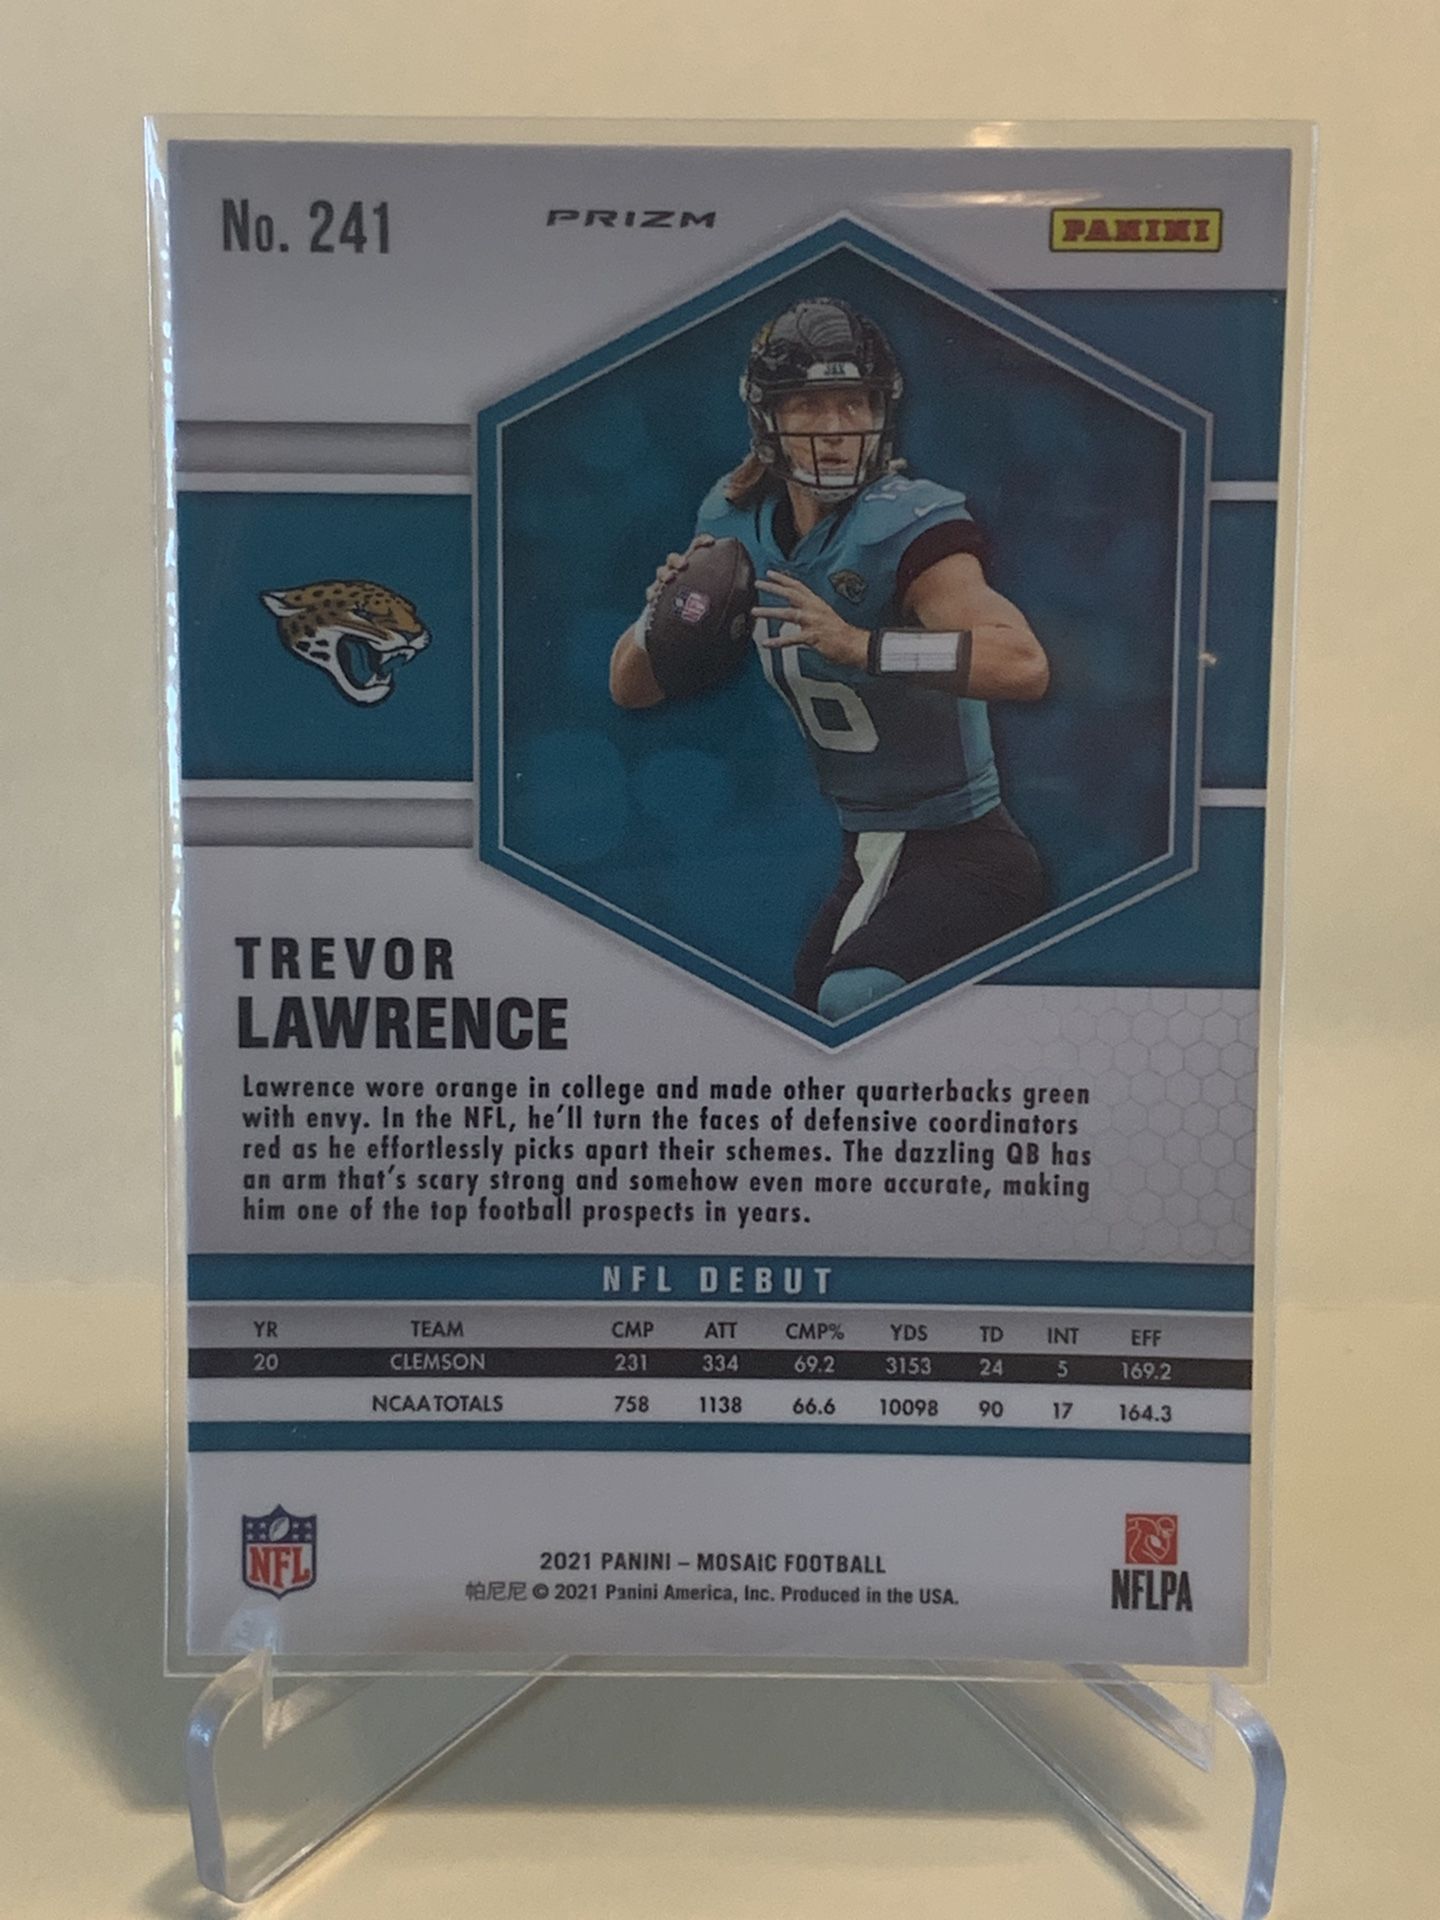 No. 241
PRIZM
PANINI
JAX
16
TREVOR
LAWRENCE
Lawrence wore orange in college and made other quarterbacks green
with envy. In the NFL, he'll turn the faces of defensive coordinators
red as he effortlessly picks apart their schemes. The dazzling QB has
an arm that's scary strong and somehow even more accurate, making
him one of the top football prospects in years.
NFL DEBUT
YR TEAM CMP ATT CMP% YDS TD INT EFF
20 CLEMSON 231 334 69.2 3153 24 5 169.2
NCAA TOTALS 758 1138 66.6 10098 90 17 164.3
NFL
2021 PANINI – MOSAIC FOOTBALL
帕尼尼 © 2021 Panini America, Inc. Produced in the USA.
NFLPA